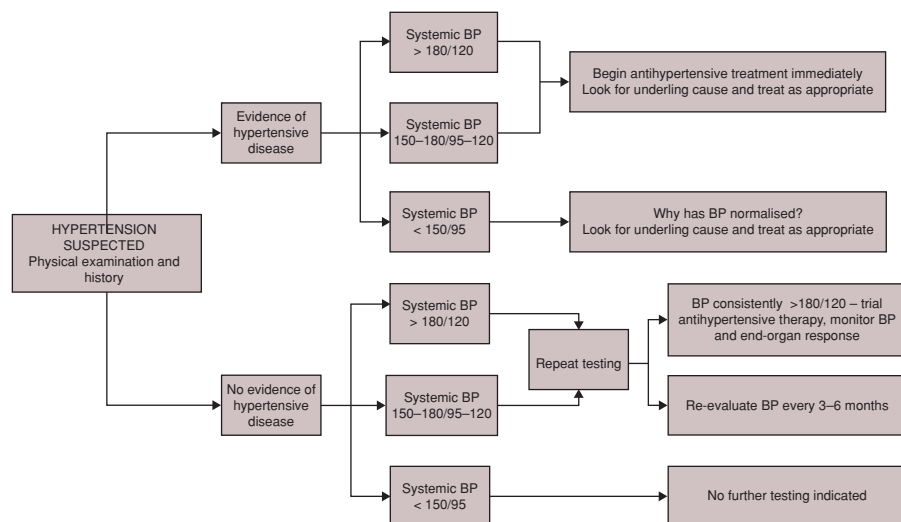 HYPERTENSION
SUSPECTED
Physical examination and
history
Evidence of
hypertensive
disease
Systemic BP
> 180/120
Systemic BP
150–180/95–120
Begin antihypertensive treatment immediately
Look for underling cause and treat as appropriate
Systemic BP
< 150/95
Why has BP normalised?
Look for underling cause and treat as appropriate
No evidence of
hypertensive
disease
Systemic BP
> 180/120
Systemic BP
150–180/95–120
Repeat testing
BP consistently >180/120 – trial
antihypertensive therapy, monitor BP
and end-organ response
Re-evaluate BP every 3–6 months
Systemic BP
< 150/95
No further testing indicated